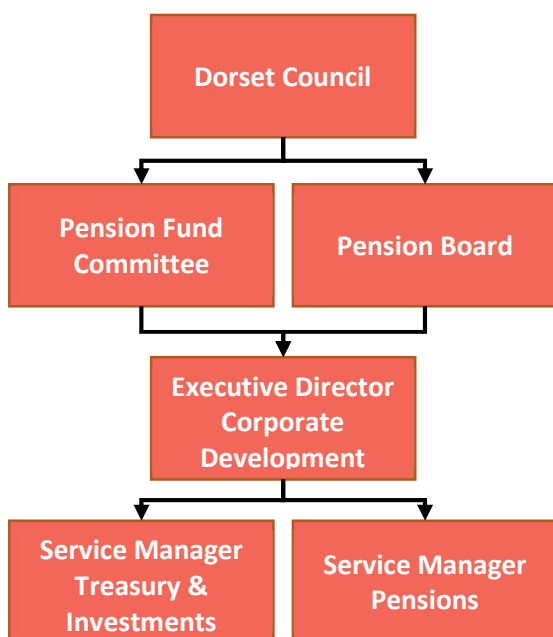 Dorset Council
Pension Fund
Committee
Pension Board
Executive Director
Corporate
Development
Service Manager
Treasury &
Investments
Service Manager
Pensions